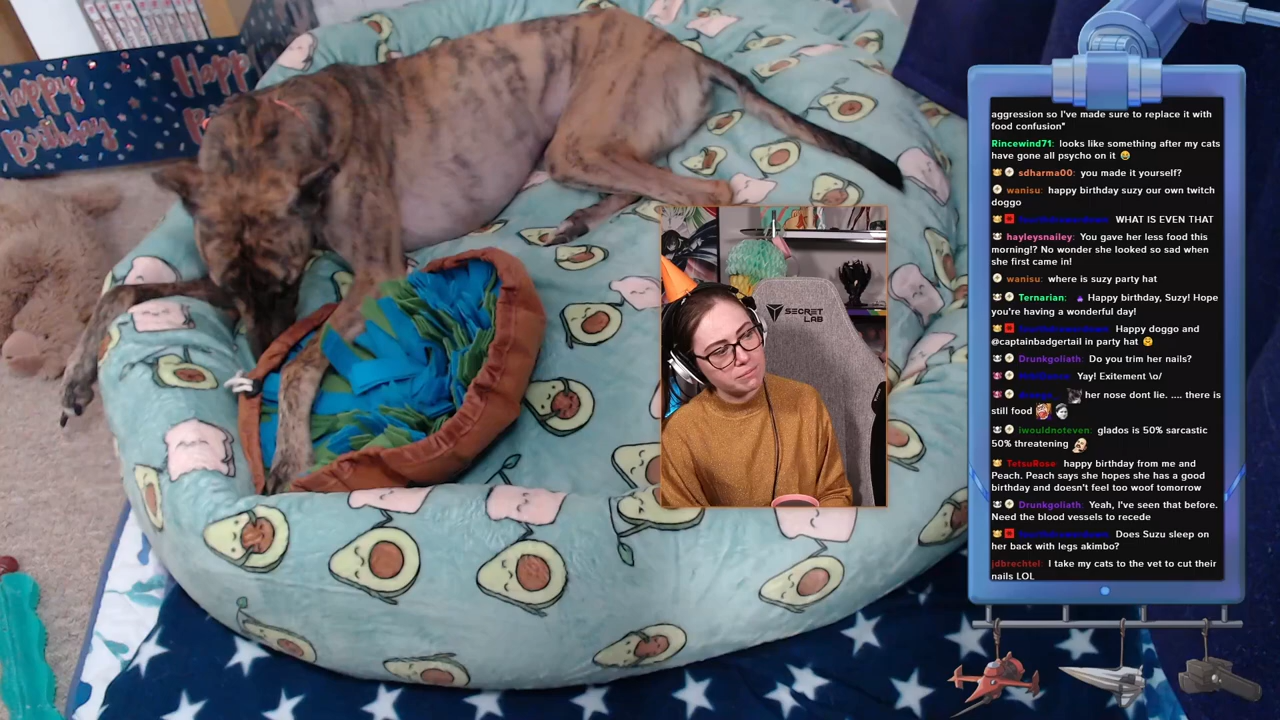 Happy
Birthday
Happ
B
SECRET
LAB
aggression so I've made sure to replace it with
food confusion"
Rincewind71: looks like something after my cats
have gone all psycho on it
sdharma00: you made it yourself?
wanisu: happy birthday suzy our own twitch
doggo
WHAT IS EVEN THAT
hayleysnailey: You gave her less food this
morning!? No wonder she looked so sad when
she first came in!
wanisu: where is suzy party hat
Ternarian: Happy birthday, Suzy! Hope
you're having a wonderful day!
Happy doggo and
@captainbadgertail in party hat
Drunkgoliath: Do you trim her nails?
Yay! Exitement \o/
her nose dont lie. .... there is
still food
iwouldnoteven: glados is 50% sarcastic
50% threatening
TetsuRose: happy birthday from me and
Peach. Peach says she hopes she has a good
birthday and doesn't feel too woof tomorrow
Drunkgoliath: Yeah, I've seen that before.
Need the blood vessels to recede
Does Suzu sleep on
her back with legs akimbo?
jdbrechtel: I take my cats to the vet to cut their
nails LOL